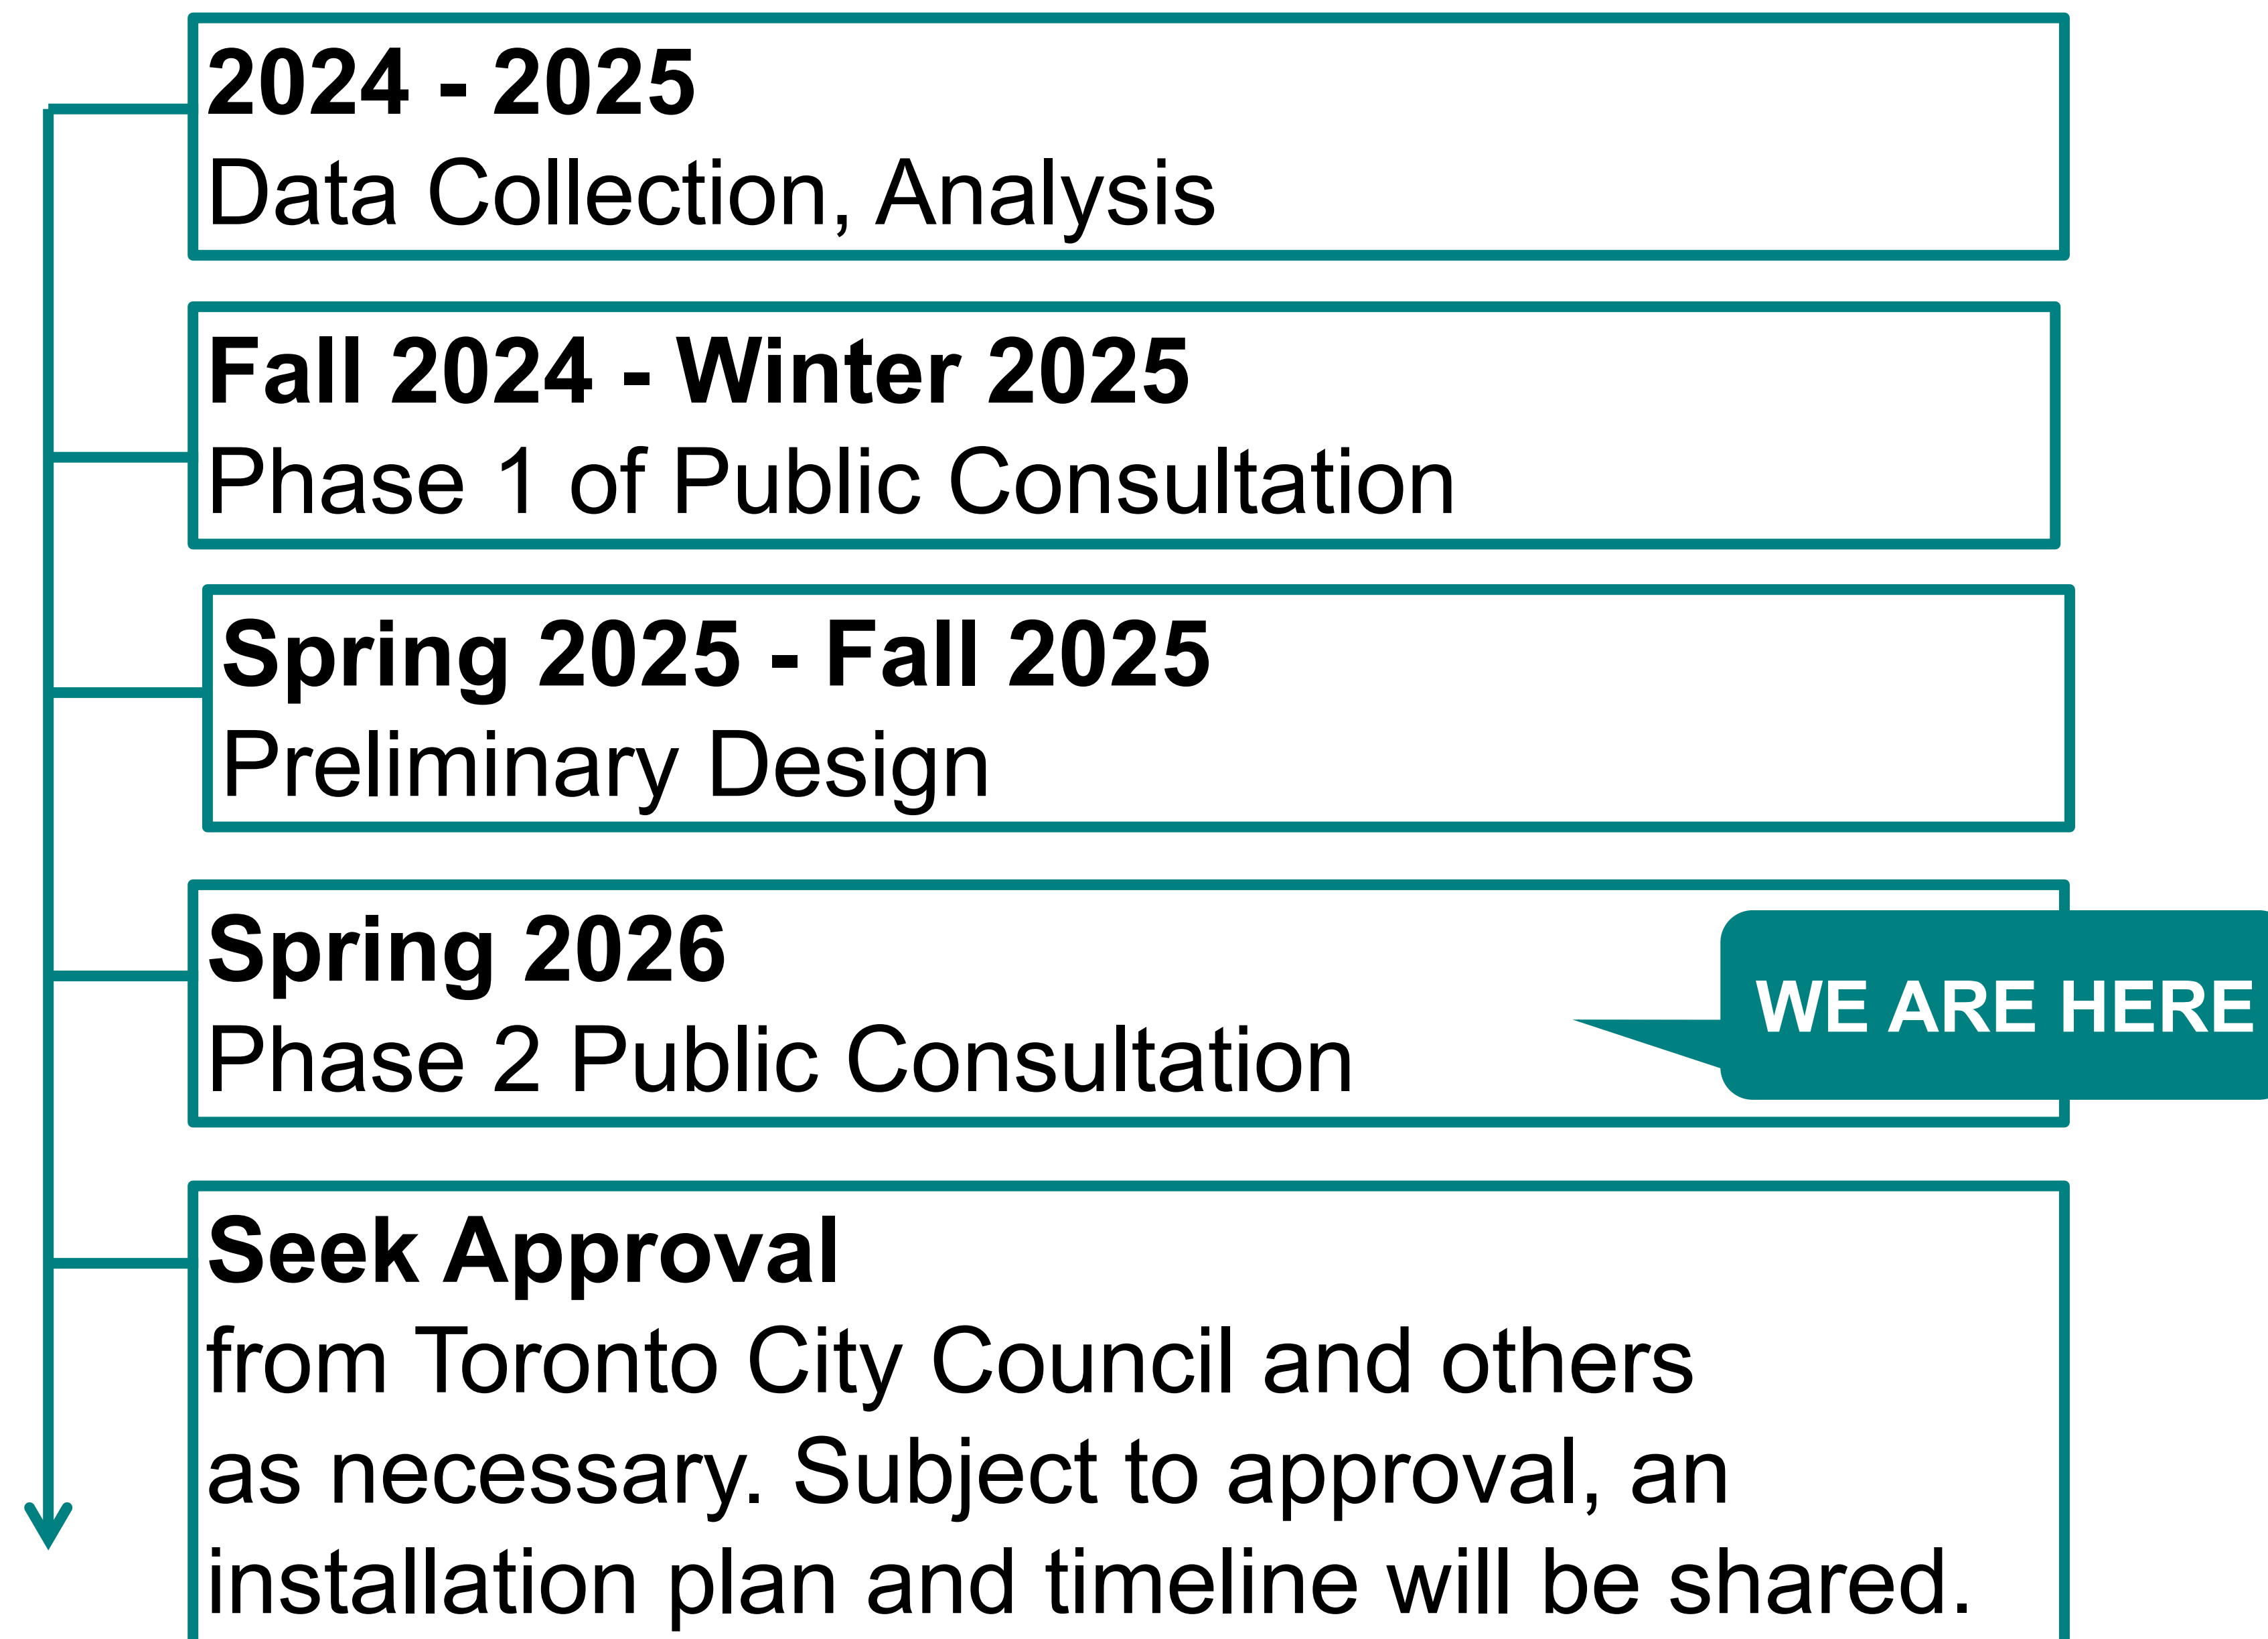 2024 - 2025
Data Collection, Analysis
Fall 2024 - Winter 2025
Phase 1 of Public Consultation
Spring 2025 - Fall 2025
Preliminary Design
Spring 2026
Phase 2 Public Consultation
WE ARE HERE
Seek Approval
from Toronto City Council and others
as necessary. Subject to approval, an
installation plan and timeline will be shared.